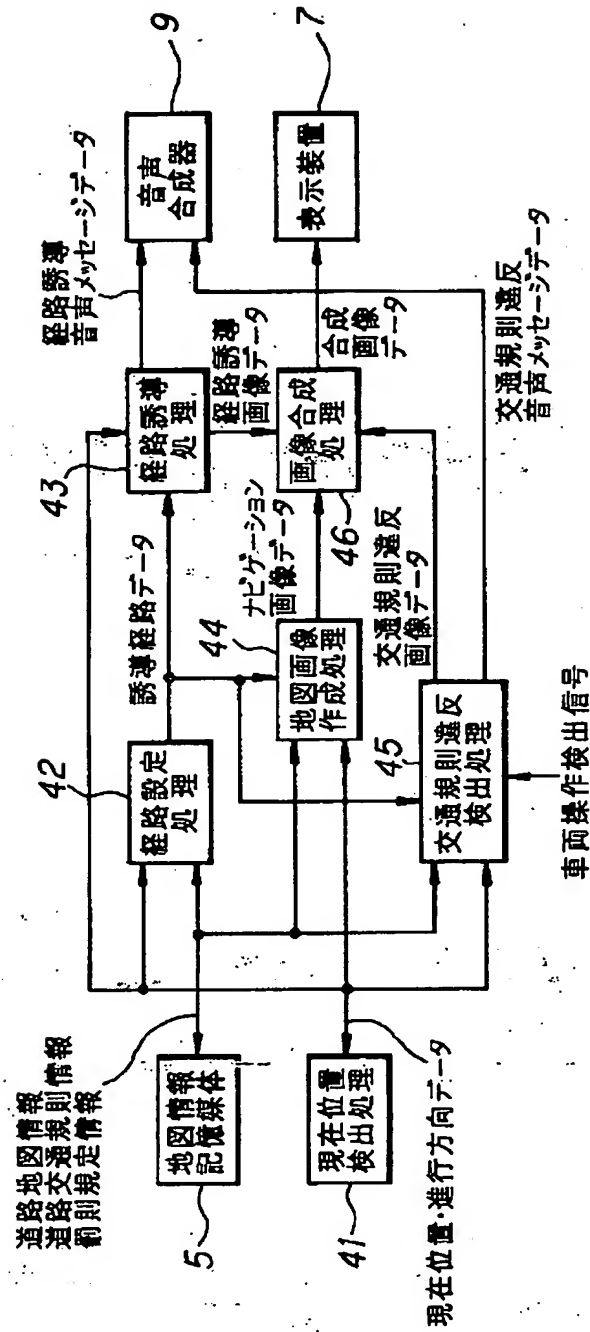 道路地図情報
道路交通規則情報
罰則規定情報
5
地図情報
記憶媒体
41
現在位置
検出処理
現在位置・進行方向データ
42
経路設定
処理
誘導経路データ
43
経路誘導
処理
経路誘導
音声メッセージデータ
9
音声
合成器
経路誘導
画像データ
44
地図画像
作成処理
ナビゲーション
画像データ
46
画像合成
処理
合成
画像
データ
7
表示装置
45
交通規則違反
検出処理
交通規則違反
画像データ
交通規則違反
音声メッセージデータ
車両操作検出信号